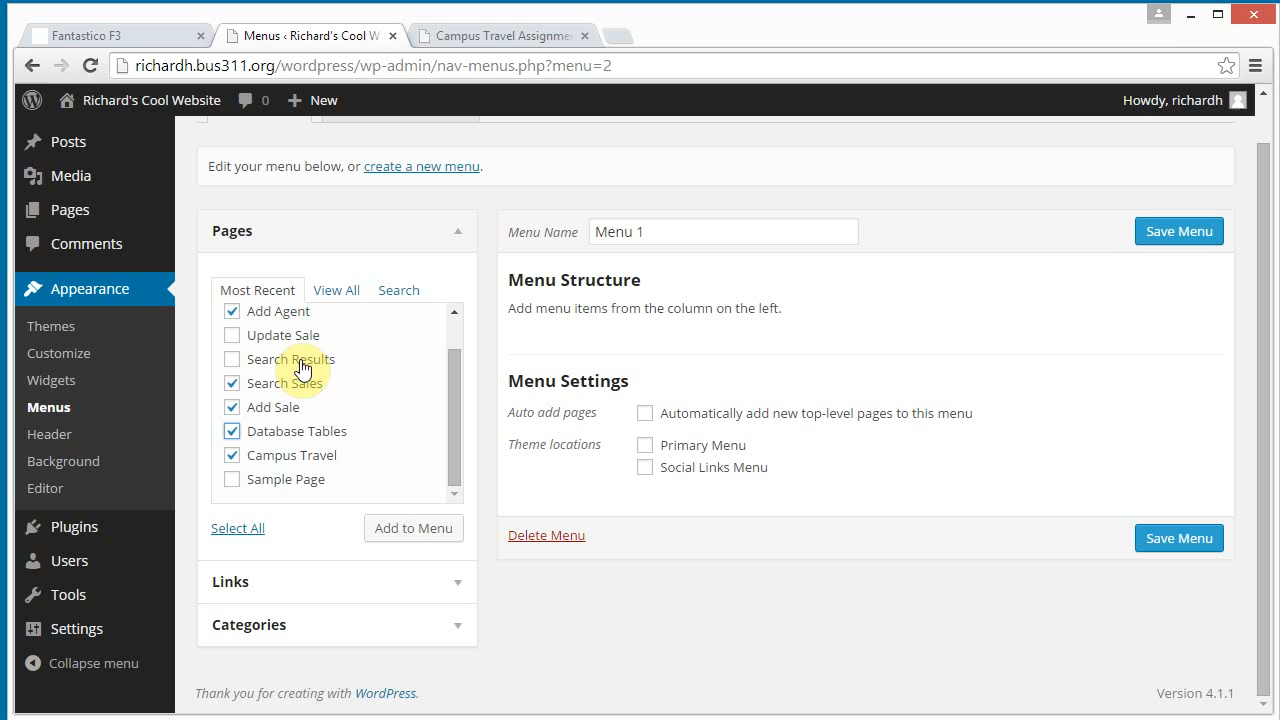 Fantastico F3
Menus ‹ Richard's Cool W
Campus Travel Assignmen
richardh.bus311.org/wordpress/wp-admin/nav-menus.php?menu=2
Richard's Cool Website 0 New Howdy, richardh
Posts
Media
Pages
Comments
Appearance
Themes
Customize
Widgets
Menus
Header
Background
Editor
Plugins
Users
Tools
Settings
Collapse menu
Edit your menu below, or create a new menu.
Pages
Most Recent View All Search
Add Agent
Update Sale
Search Results
Search Sales
Add Sale
Database Tables
Campus Travel
Sample Page
Select All Add to Menu
Links
Categories
Menu Name Menu 1 Save Menu
Menu Structure
Add menu items from the column on the left.
Menu Settings
Auto add pages Automatically add new top-level pages to this menu
Theme locations Primary Menu
Social Links Menu
Delete Menu Save Menu
Thank you for creating with WordPress. Version 4.1.1